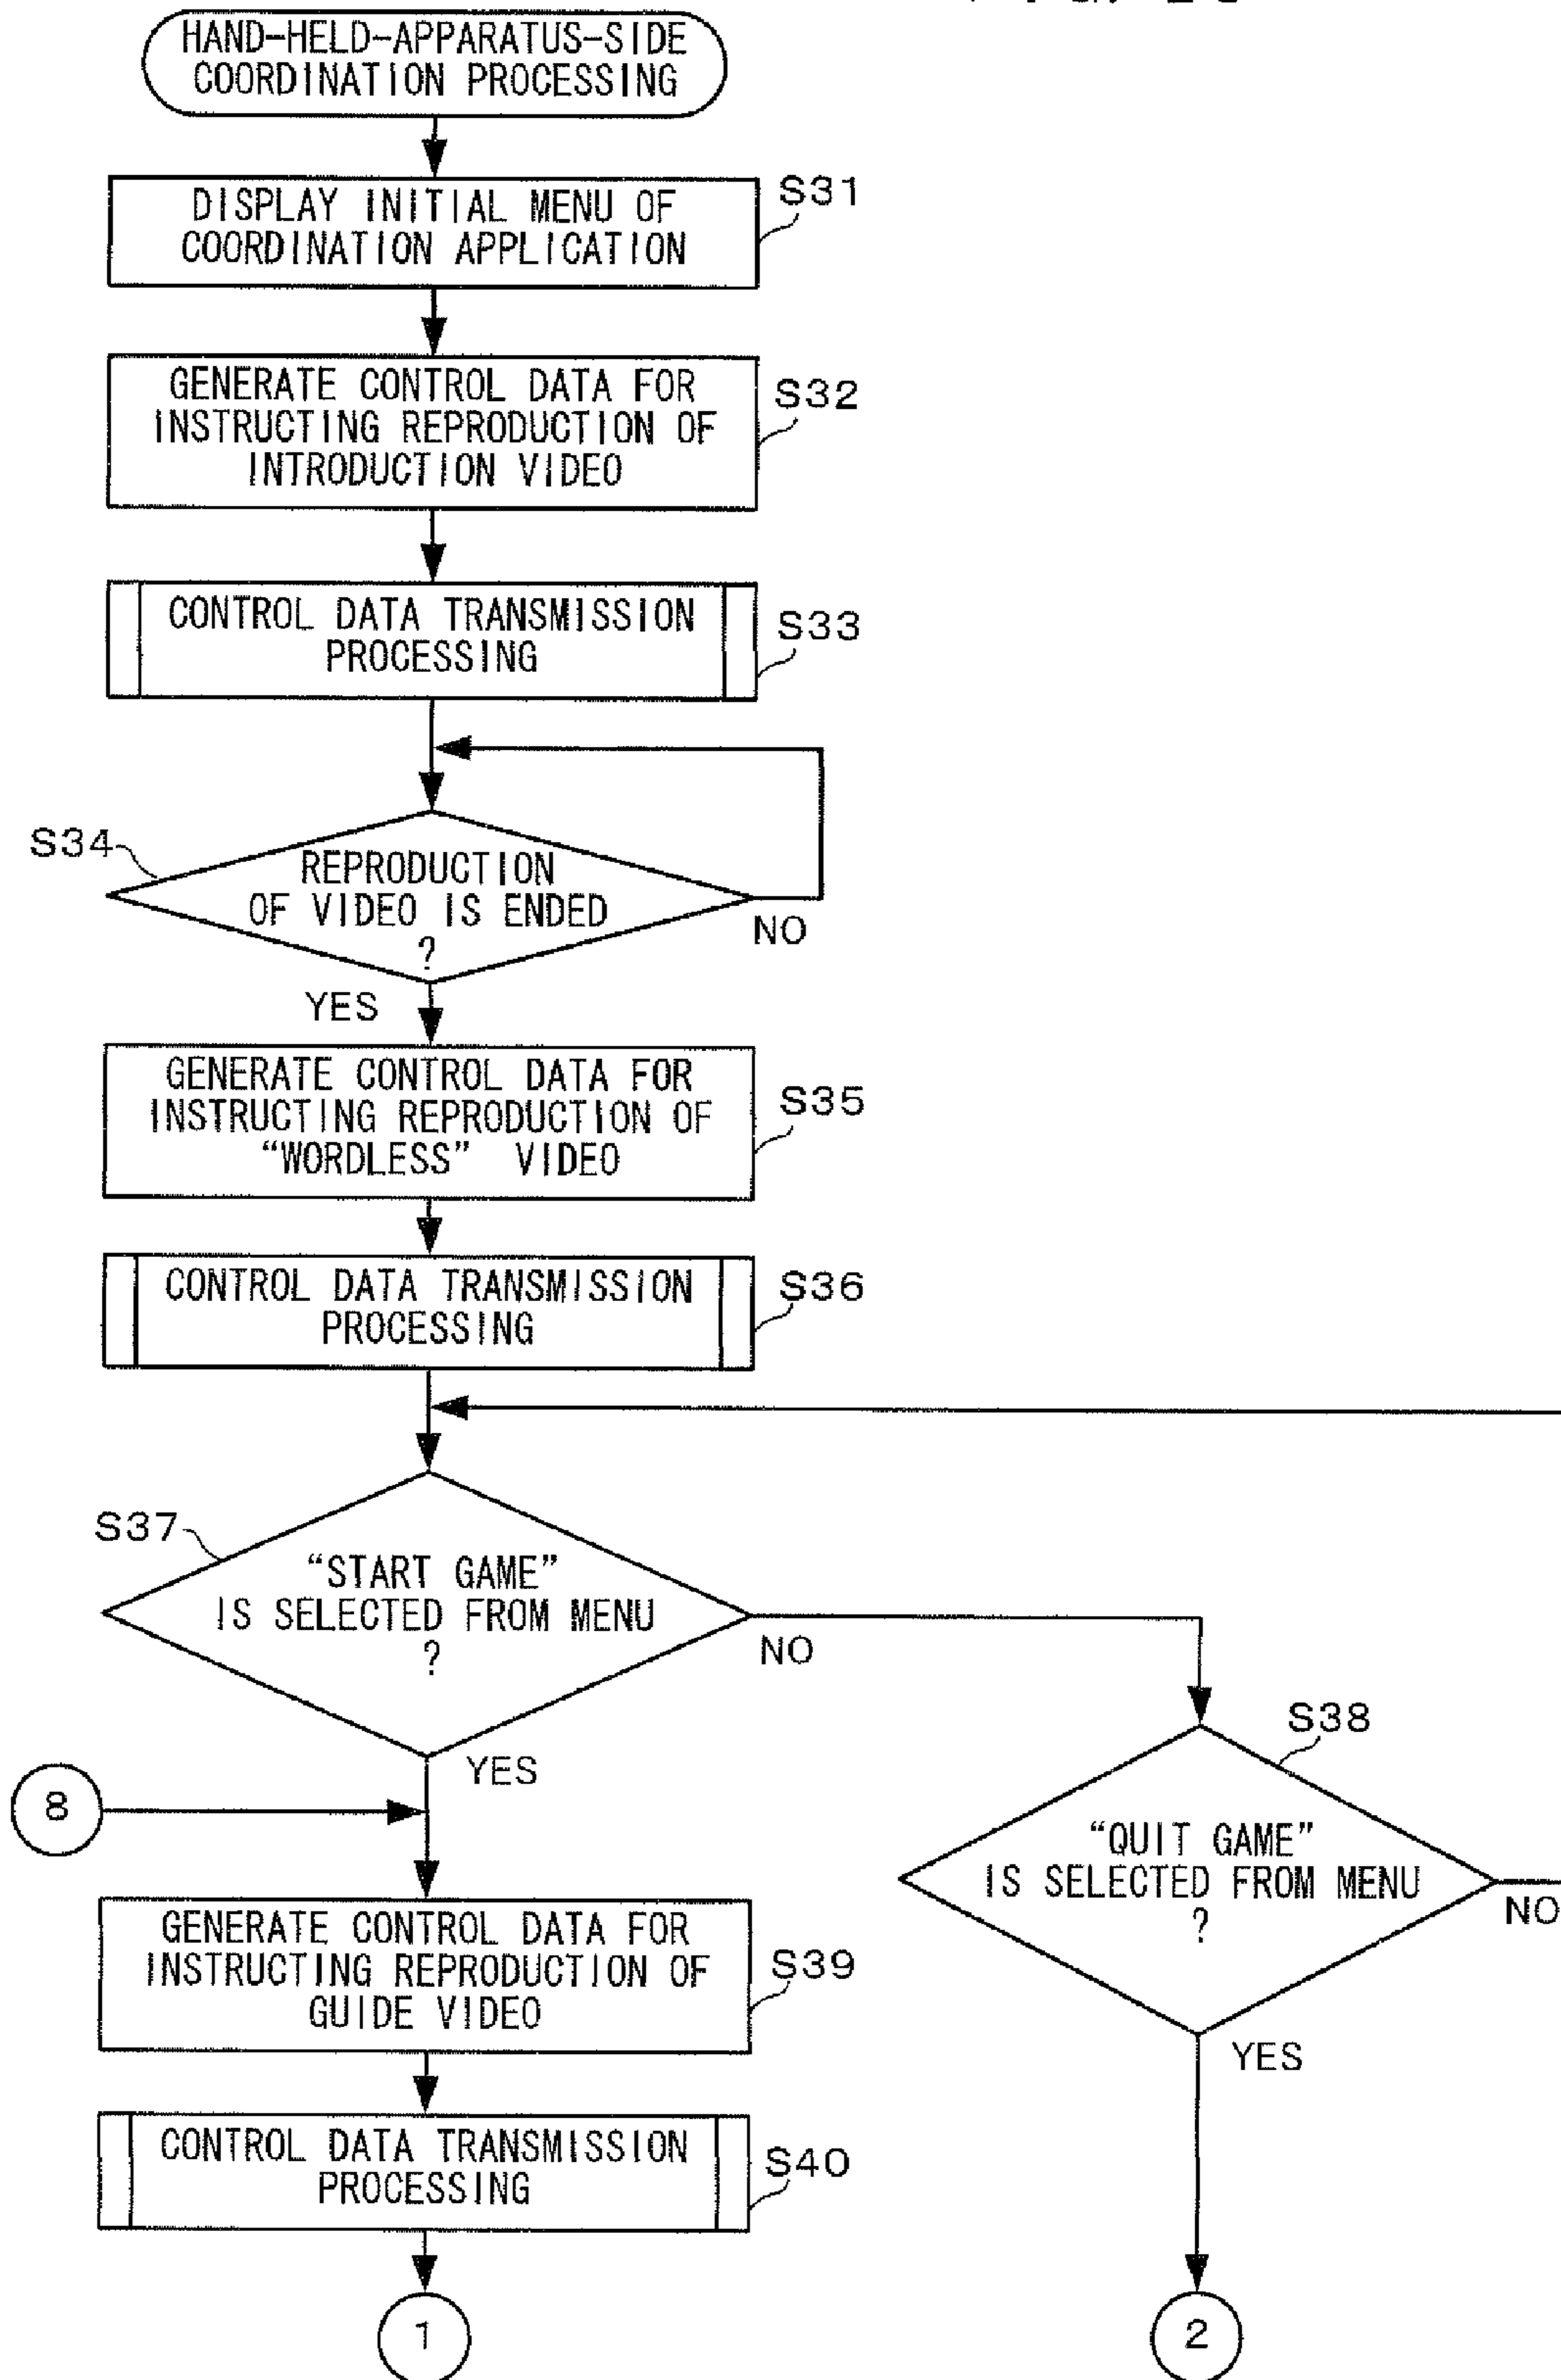 HAND-HELD-APPARATUS-SIDE
COORDINATION PROCESSING
DISPLAY INITIAL MENU OF
COORDINATION APPLICATION
S31
GENERATE CONTROL DATA FOR
INSTRUCTING REPRODUCTION OF
INTRODUCTION VIDEO
S32
CONTROL DATA TRANSMISSION
PROCESSING
S33
S34
REPRODUCTION
OF VIDEO IS ENDED
?
NO
YES
GENERATE CONTROL DATA FOR
INSTRUCTING REPRODUCTION OF
“WORDLESS” VIDEO
S35
CONTROL DATA TRANSMISSION
PROCESSING
S36
S37
“START GAME”
IS SELECTED FROM MENU
?
NO
YES
S38
“QUIT GAME”
IS SELECTED FROM MENU
?
NO
YES
8
GENERATE CONTROL DATA FOR
INSTRUCTING REPRODUCTION OF
GUIDE VIDEO
S39
CONTROL DATA TRANSMISSION
PROCESSING
S40
1
2